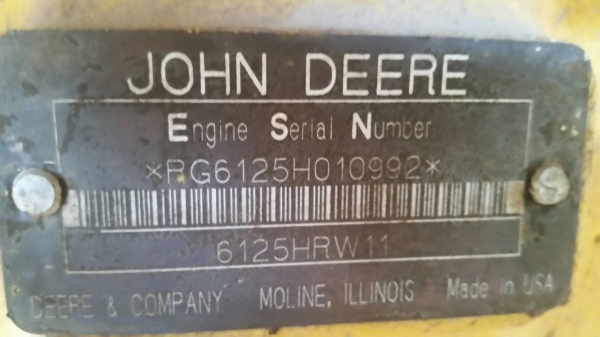 JOHN DEERE
Engine Serial Number
*RG6125H010992*
6125HRW11
DEERE & COMPANY MOLINE, ILLINOIS Made in USA